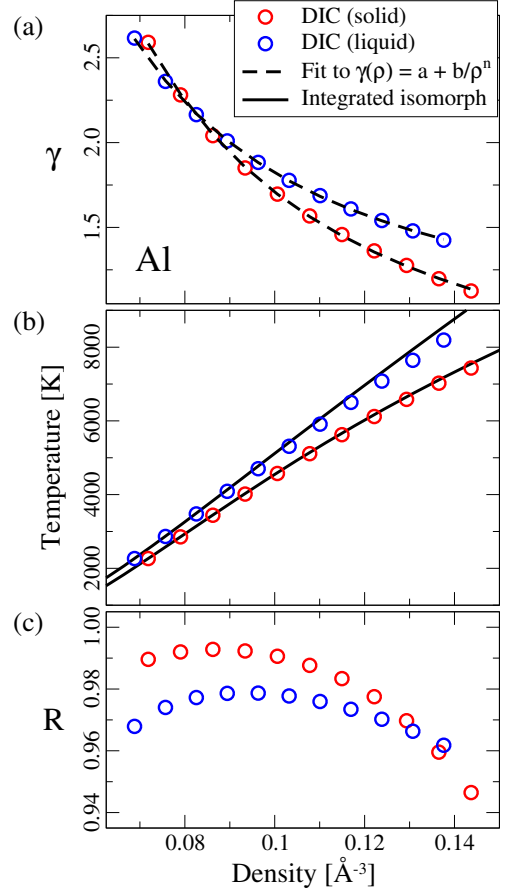 (a)
DIC (solid)
DIC (liquid)
Fit to γ(ρ) = a + b/ρⁿ
Integrated isomorph
2.5
2.0
1.5
γ
Al
(b)
8000
6000
4000
2000
Temperature [K]
(c)
1.00
0.98
0.96
0.94
R
0.08
0.1
0.12
0.14
Density [Å⁻³]